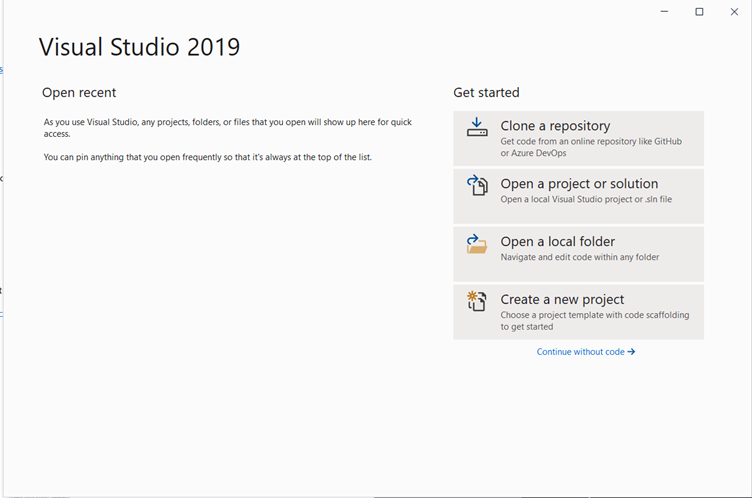 Visual Studio 2019
Open recent
As you use Visual Studio, any projects, folders, or files that you open will show up here for quick
access.
You can pin anything that you open frequently so that it's always at the top of the list.
Get started
Clone a repository
Get code from an online repository like GitHub
or Azure DevOps
Open a project or solution
Open a local Visual Studio project or .sln file
Open a local folder
Navigate and edit code within any folder
Create a new project
Choose a project template with code scaffolding
to get started
Continue without code →